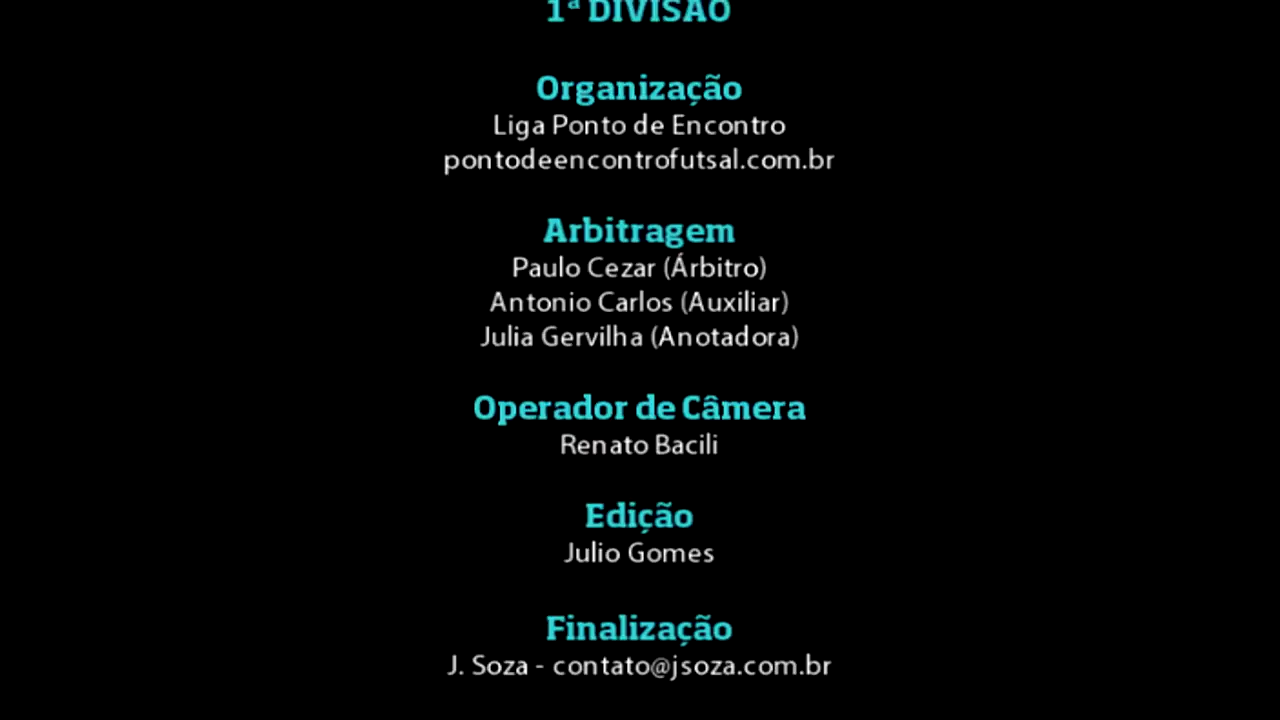 1ª DIVISÃO
Organização
Liga Ponto de Encontro
pontodeencontrofutsal.com.br
Arbitragem
Paulo Cezar (Árbitro)
Antonio Carlos (Auxiliar)
Julia Gervilha (Anotadora)
Operador de Câmera
Renato Bacili
Edição
Julio Gomes
Finalização
J. Soza - contato@jsoza.com.br